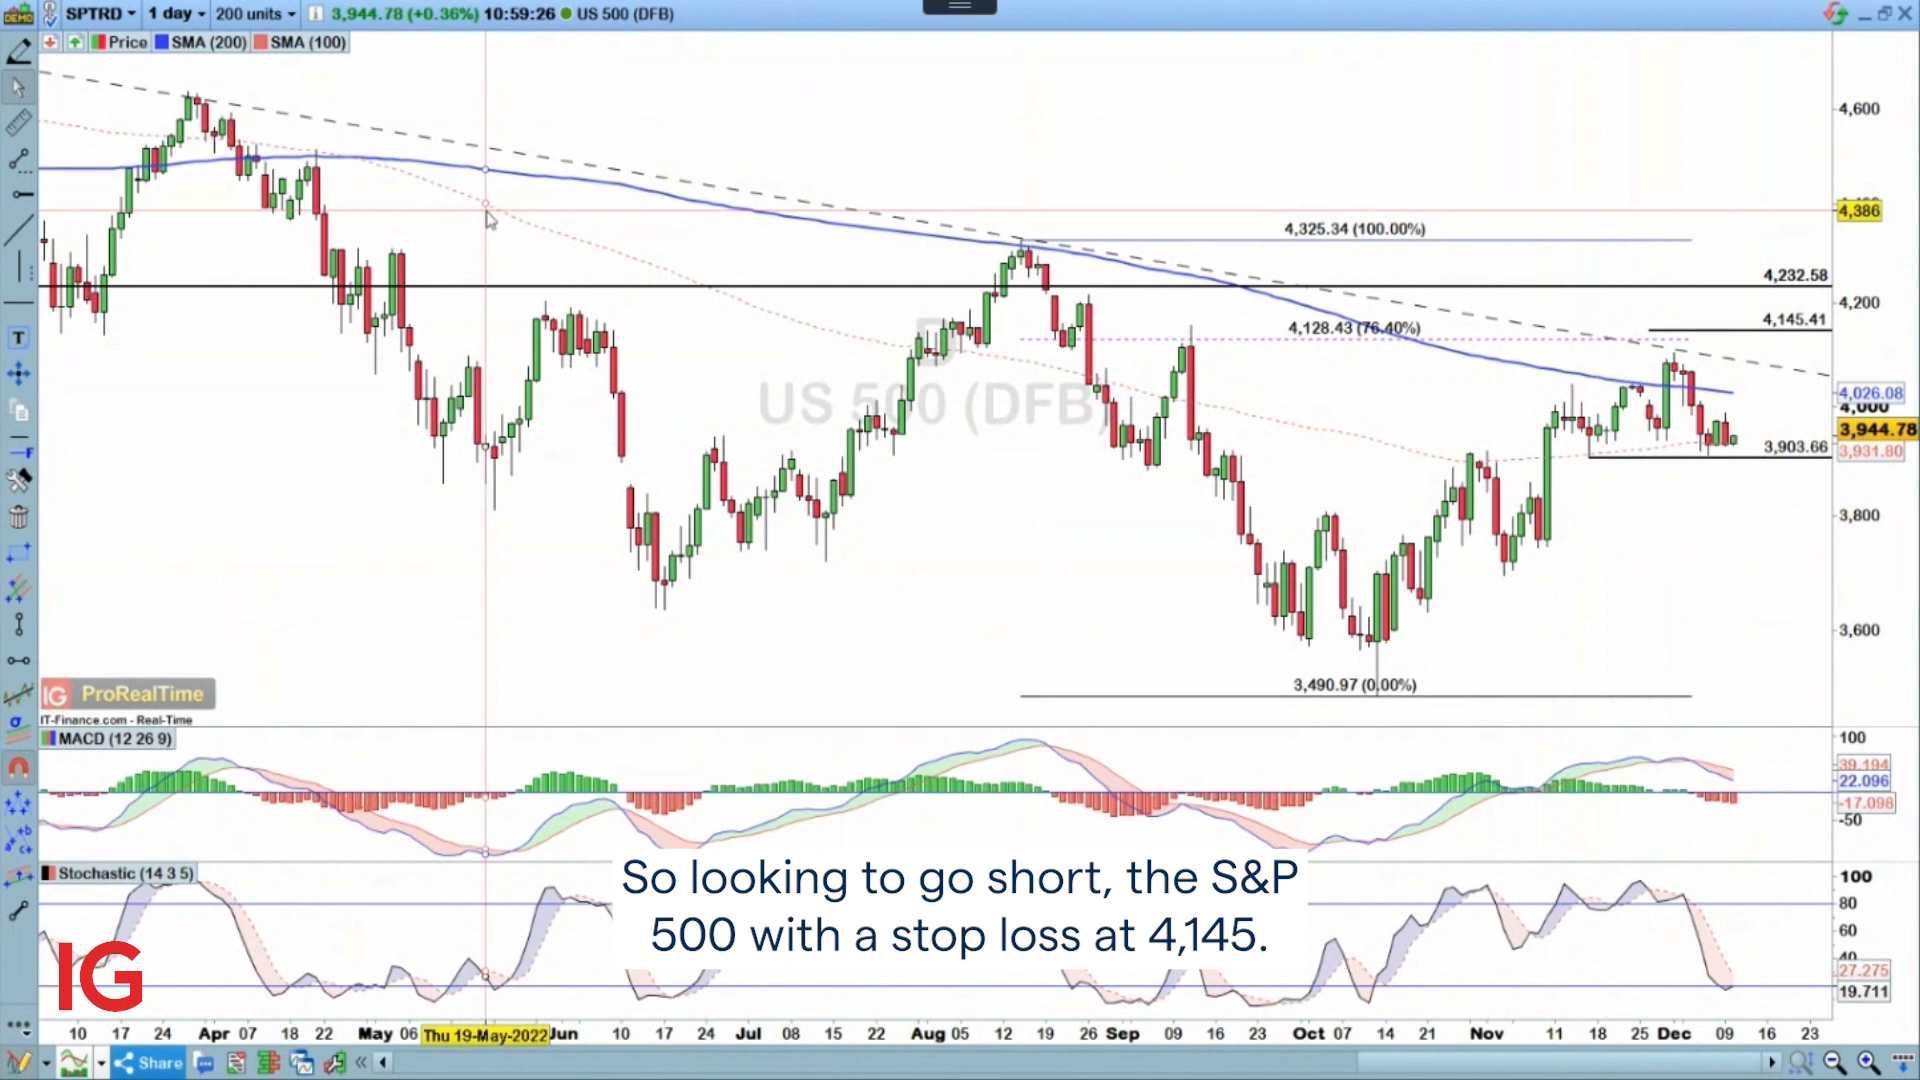 DEMO SPTRD 1 day 200 units 3,944.78 (+0.36%) 10:59:26 US 500 (DFB)
Price SMA (200) SMA (100)
4,600
4,386
4,325.34 (100.00%)
4,232.58
4,200
4,145.41
4,128.43 (76.40%)
D
US 500 (DFB)
4,026.08
4,000
3,944.78
3,903.66
3,931.80
3,800
3,600
3,490.97 (0.00%)
IG ProRealTime
IT-Finance.com - Real-Time
MACD (12 26 9)
100
39.194
22.096
-17.098
-50
Stochastic (14 3 5)
100
80
60
40
27.275
19.711
So looking to go short, the S&P
500 with a stop loss at 4,145.
IG
10 17 24 Apr 07 18 22 May 06 Thu 19-May-2022 Jun 10 17 24 Jul 08 15 22 Aug 05 12 19 26 Sep 09 16 23 Oct 07 14 21 Nov 11 18 25 Dec 09 16 23
Share